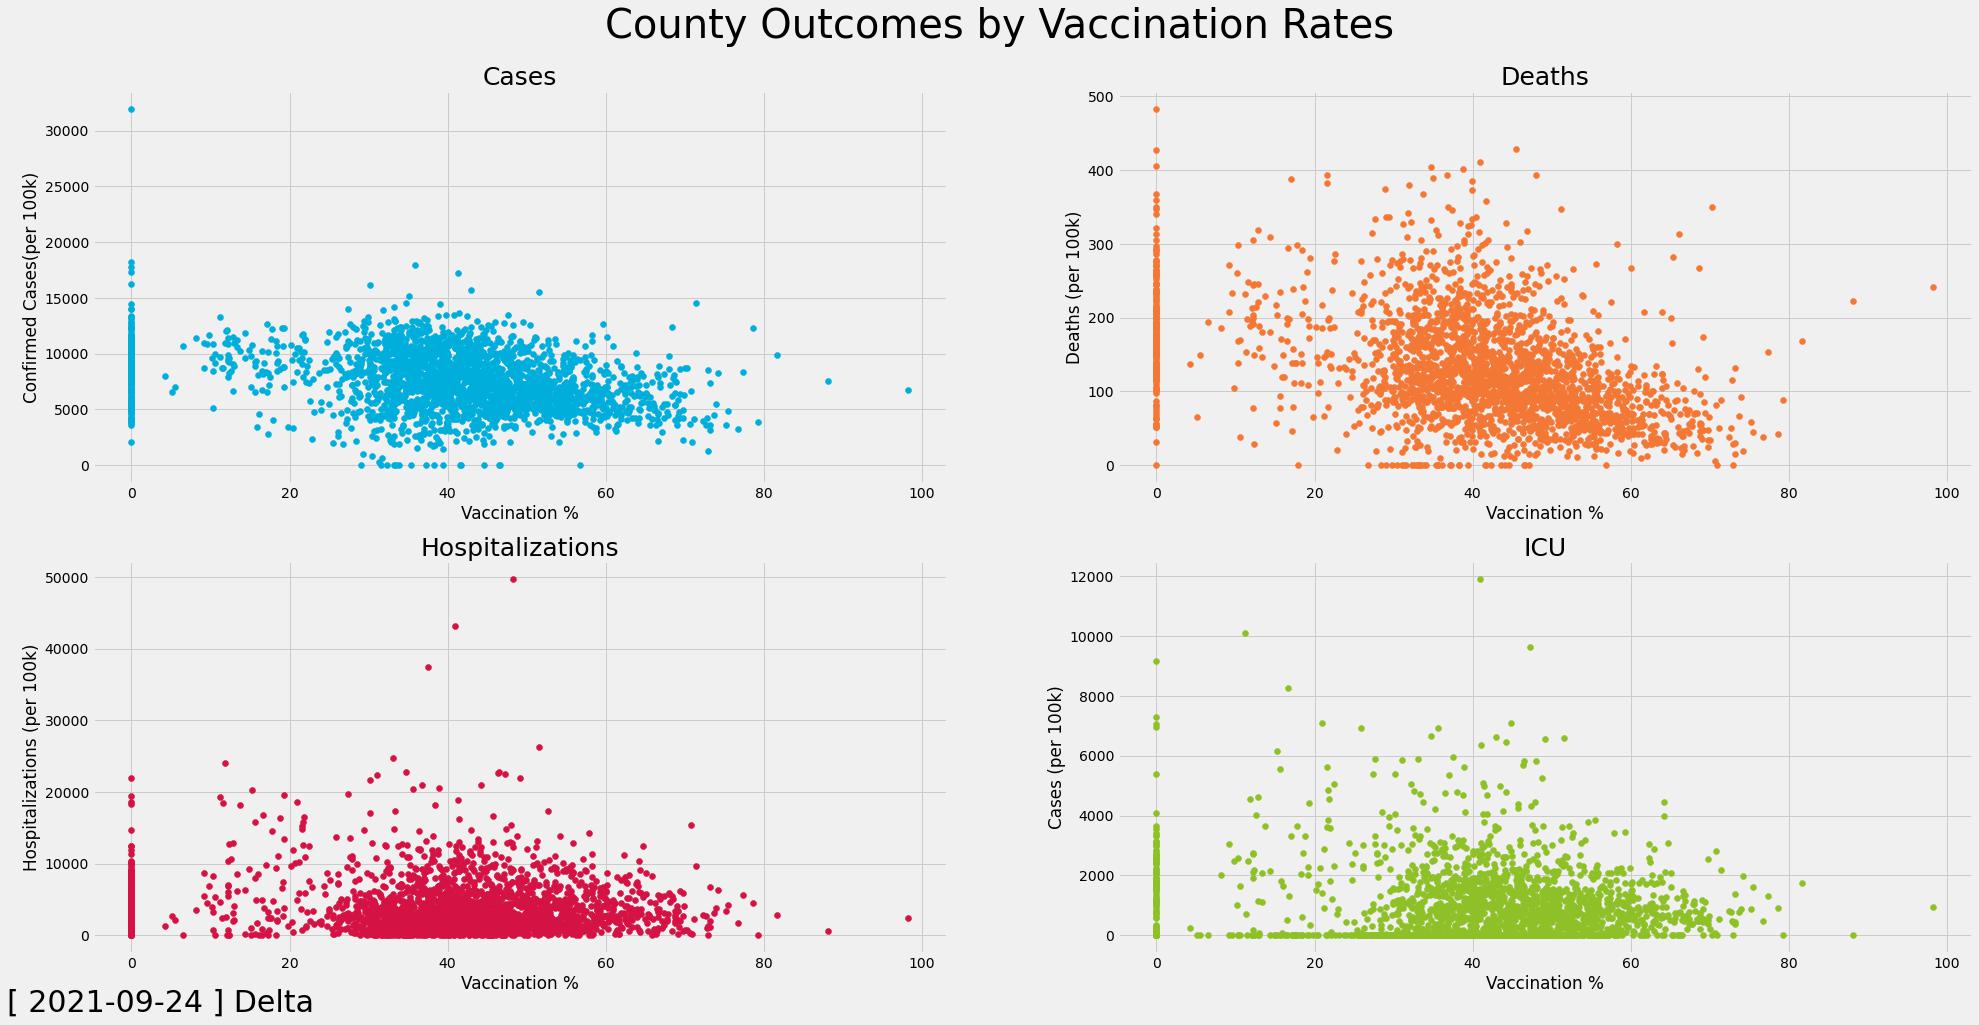 County Outcomes by Vaccination Rates
Cases
Confirmed Cases(per 100k)
30000
25000
20000
15000
10000
5000
0
0 20 40 60 80 100
Vaccination %
Deaths
Deaths (per 100k)
500
400
300
200
100
0
0 20 40 60 80 100
Vaccination %
Hospitalizations
Hospitalizations (per 100k)
50000
40000
30000
20000
10000
0
0 20 40 60 80 100
Vaccination %
ICU
Cases (per 100k)
12000
10000
8000
6000
4000
2000
0
0 20 40 60 80 100
Vaccination %
[ 2021-09-24 ] Delta